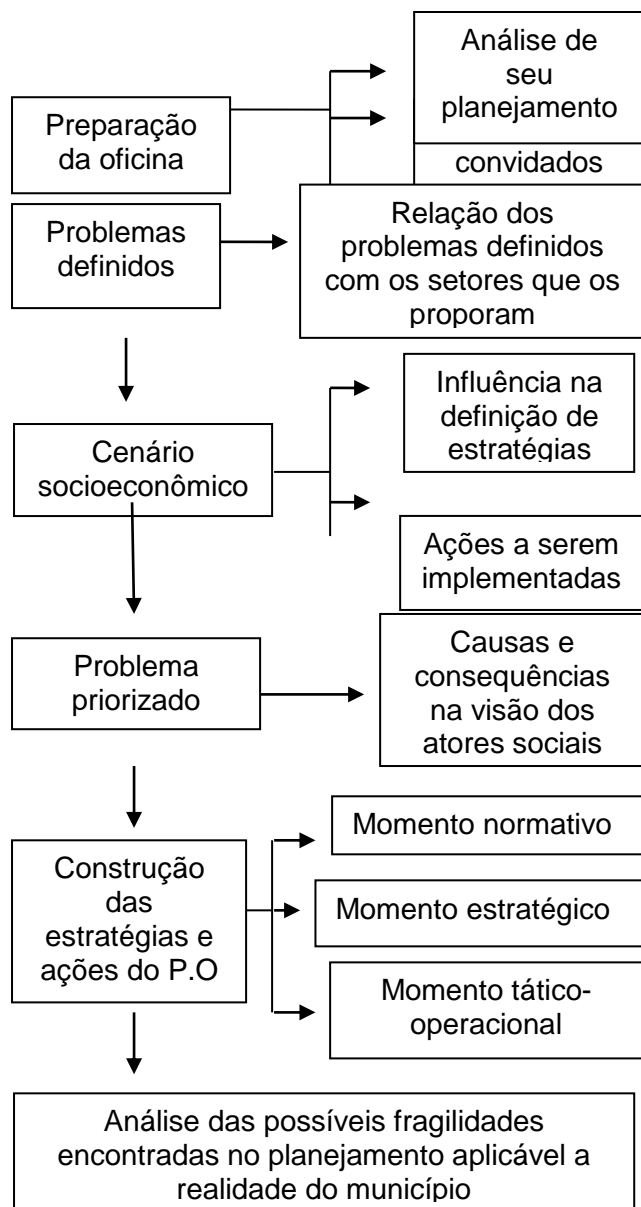 Análise de
seu
planejamento
Preparação
da oficina
convidados
Problemas
definidos
Relação dos
problemas definidos
com os setores que os
proporam
Influência na
definição de
estratégias
Cenário
socioeconômico
Ações a serem
implementadas
Problema
priorizado
Causas e
consequências
na visão dos
atores sociais
Construção
das
estratégias e
ações do P.O
Momento normativo
Momento estratégico
Momento tático-
operacional
Análise das possíveis fragilidades
encontradas no planejamento aplicável a
realidade do município